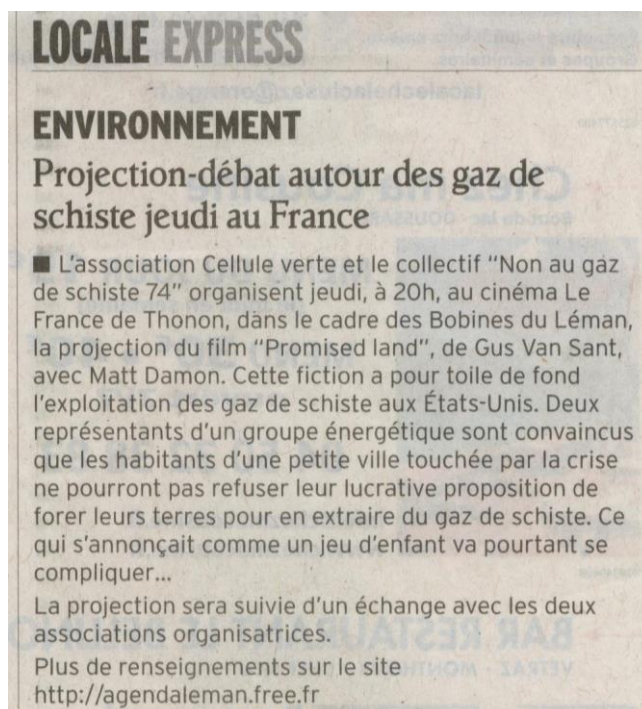 LOCALE EXPRESS
ENVIRONNEMENT
Projection-débat autour des gaz de
schiste jeudi au France
■ L'association Cellule verte et le collectif "Non au gaz
de schiste 74" organisent jeudi, à 20h, au cinéma Le
France de Thonon, dans le cadre des Bobines du Léman,
la projection du film "Promised land", de Gus Van Sant,
avec Matt Damon. Cette fiction a pour toile de fond
l'exploitation des gaz de schiste aux États-Unis. Deux
représentants d'un groupe énergétique sont convaincus
que les habitants d'une petite ville touchée par la crise
ne pourront pas refuser leur lucrative proposition de
forer leurs terres pour en extraire du gaz de schiste. Ce
qui s'annonçait comme un jeu d'enfant va pourtant se
compliquer...
La projection sera suivie d'un échange avec les deux
associations organisatrices.
Plus de renseignements sur le site
http://agendaleman.free.fr